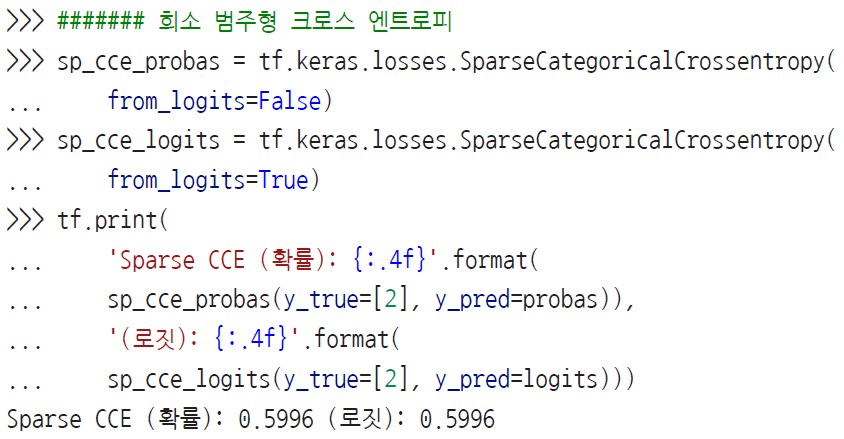 >>> ####### 희소 범주형 크로스 엔트로피
>>> sp_cce_probas = tf.keras.losses.SparseCategoricalCrossentropy(
...     from_logits=False)
>>> sp_cce_logits = tf.keras.losses.SparseCategoricalCrossentropy(
...     from_logits=True)
>>> tf.print(
...     'Sparse CCE (확률): {:.4f}'.format(
...     sp_cce_probas(y_true=[2], y_pred=probas)),
...     '(로짓): {:.4f}'.format(
...     sp_cce_logits(y_true=[2], y_pred=logits)))
Sparse CCE (확률): 0.5996 (로짓): 0.5996